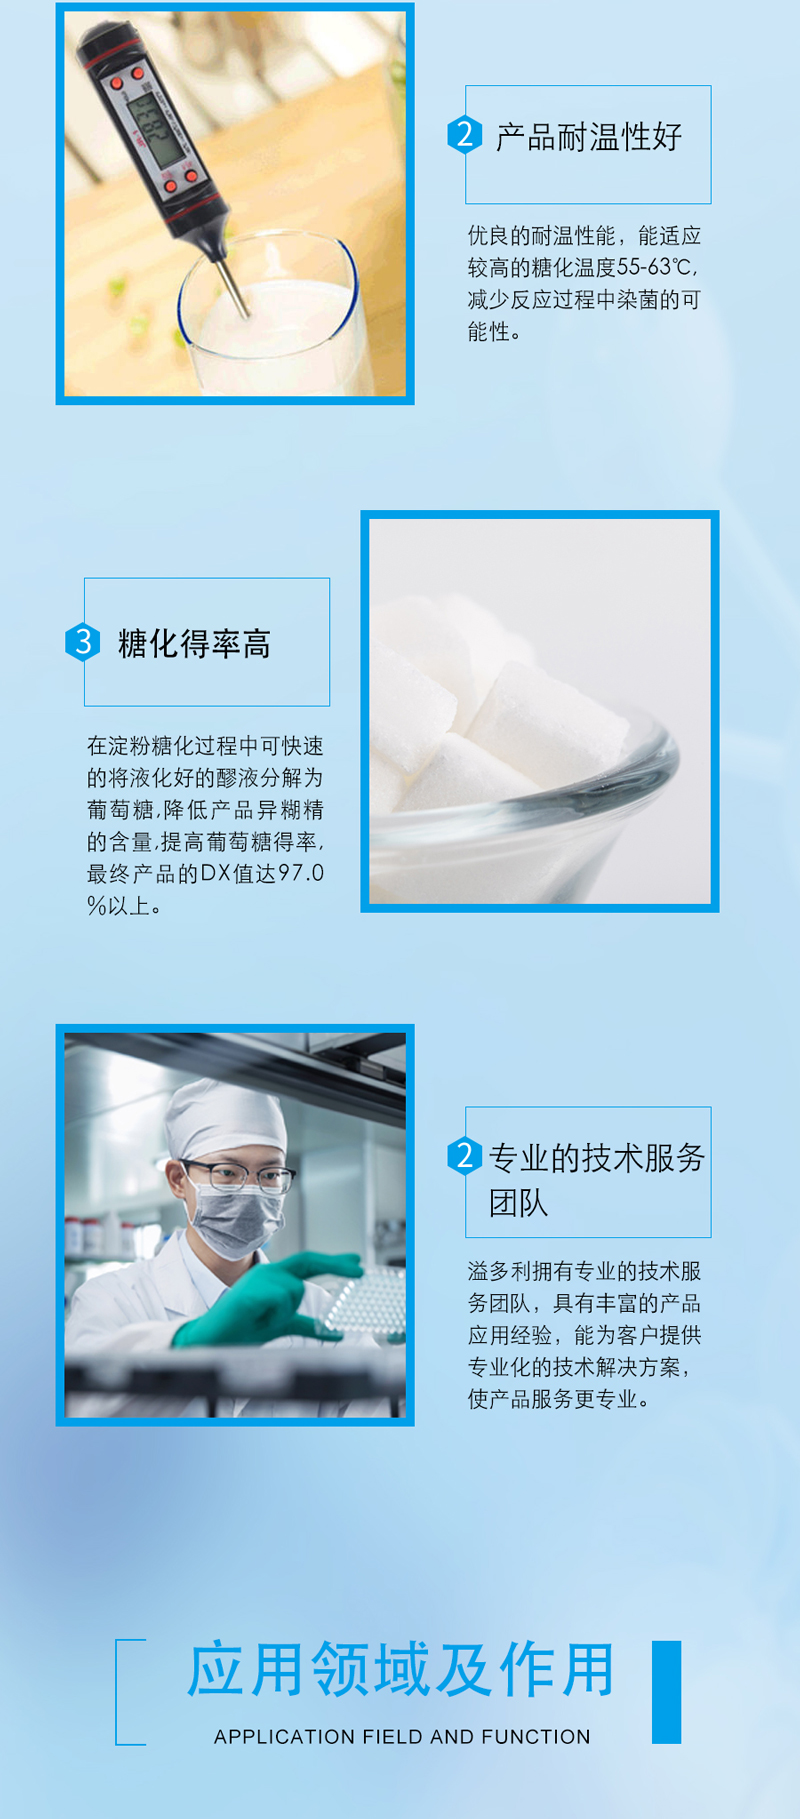 2 产品耐温性好
优良的耐温性能，能适应
较高的糖化温度55-63℃,
减少反应过程中染菌的可
能性。
3 糖化得率高
在淀粉糖化过程中可快速
的将液化好的醪液分解为
葡萄糖,降低产品异糊精
的含量,提高葡萄糖得率,
最终产品的DX值达97.0
%以上。
2 专业的技术服务
团队
溢多利拥有专业的技术服
务团队，具有丰富的产品
应用经验，能为客户提供
专业化的技术解决方案，
使产品服务更专业。
应用领域及作用
APPLICATION FIELD AND FUNCTION